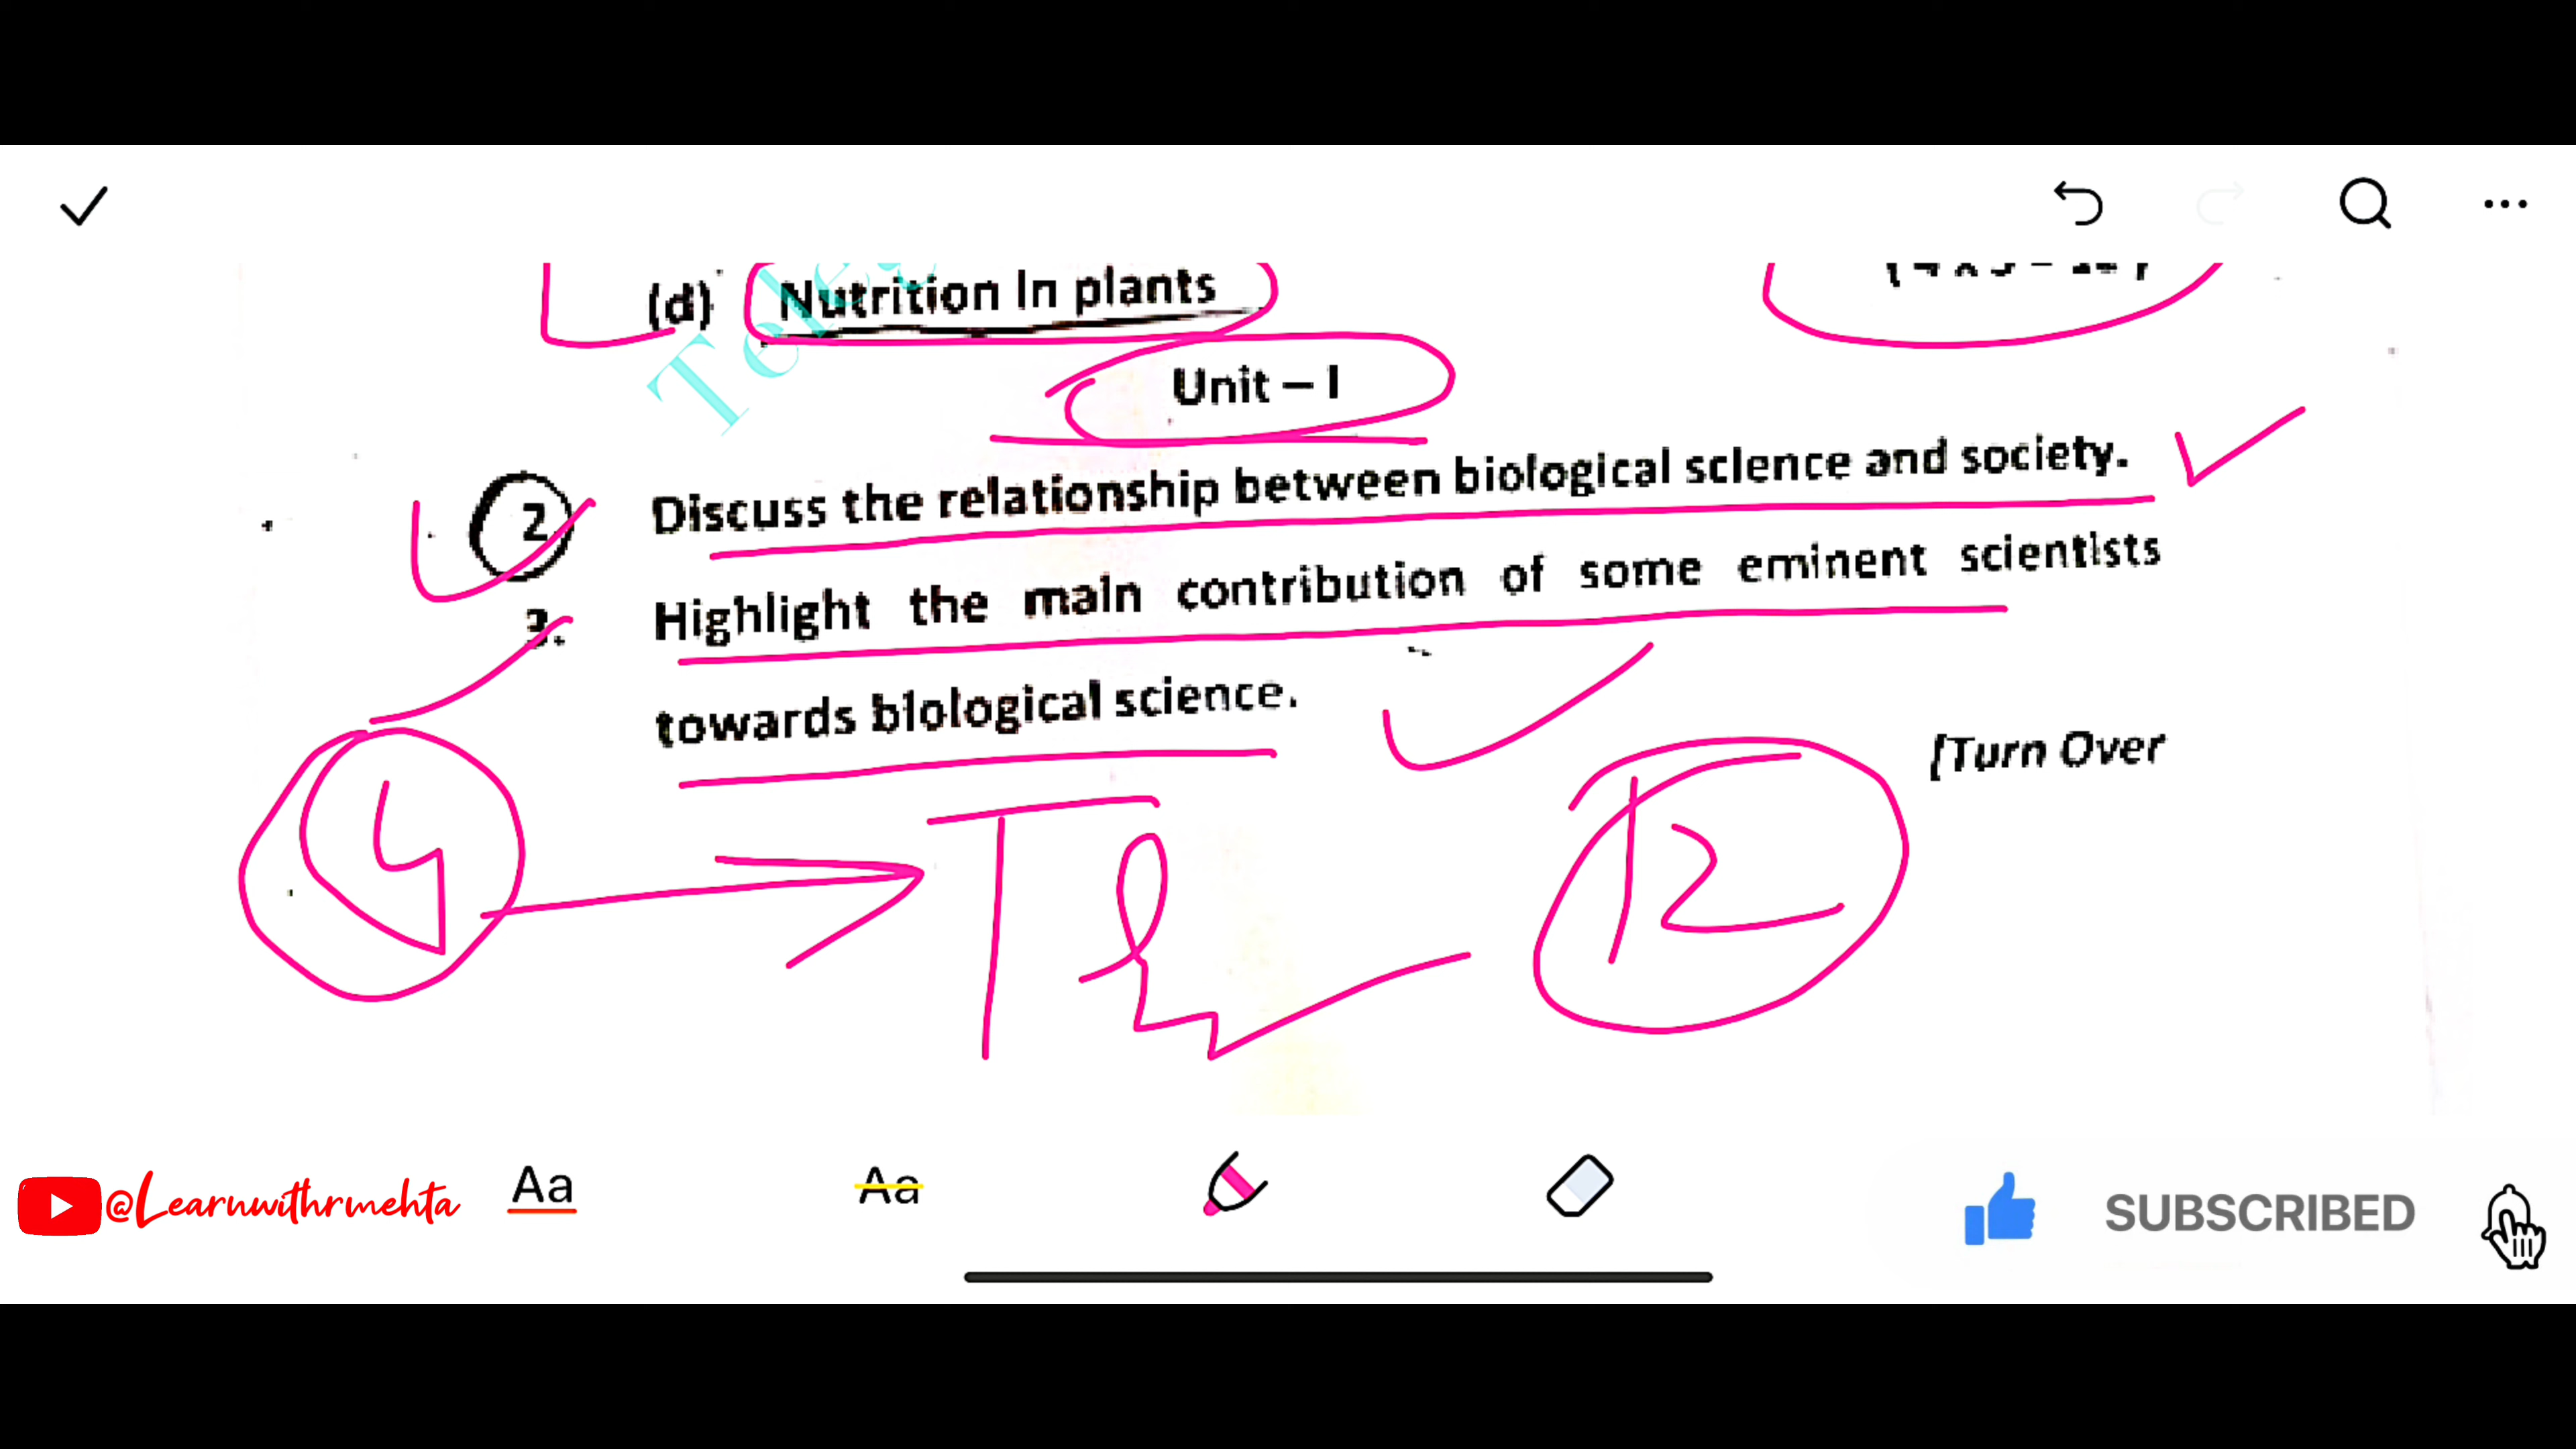 (d) Nutrition In plants
Unit – I
2 Discuss the relationship between biological science and society.
3. Highlight the main contribution of some eminent scientists
towards biological science.
[Turn Over
4
Th
12
@Learnwithrmehta
Aa
Aa
SUBSCRIBED